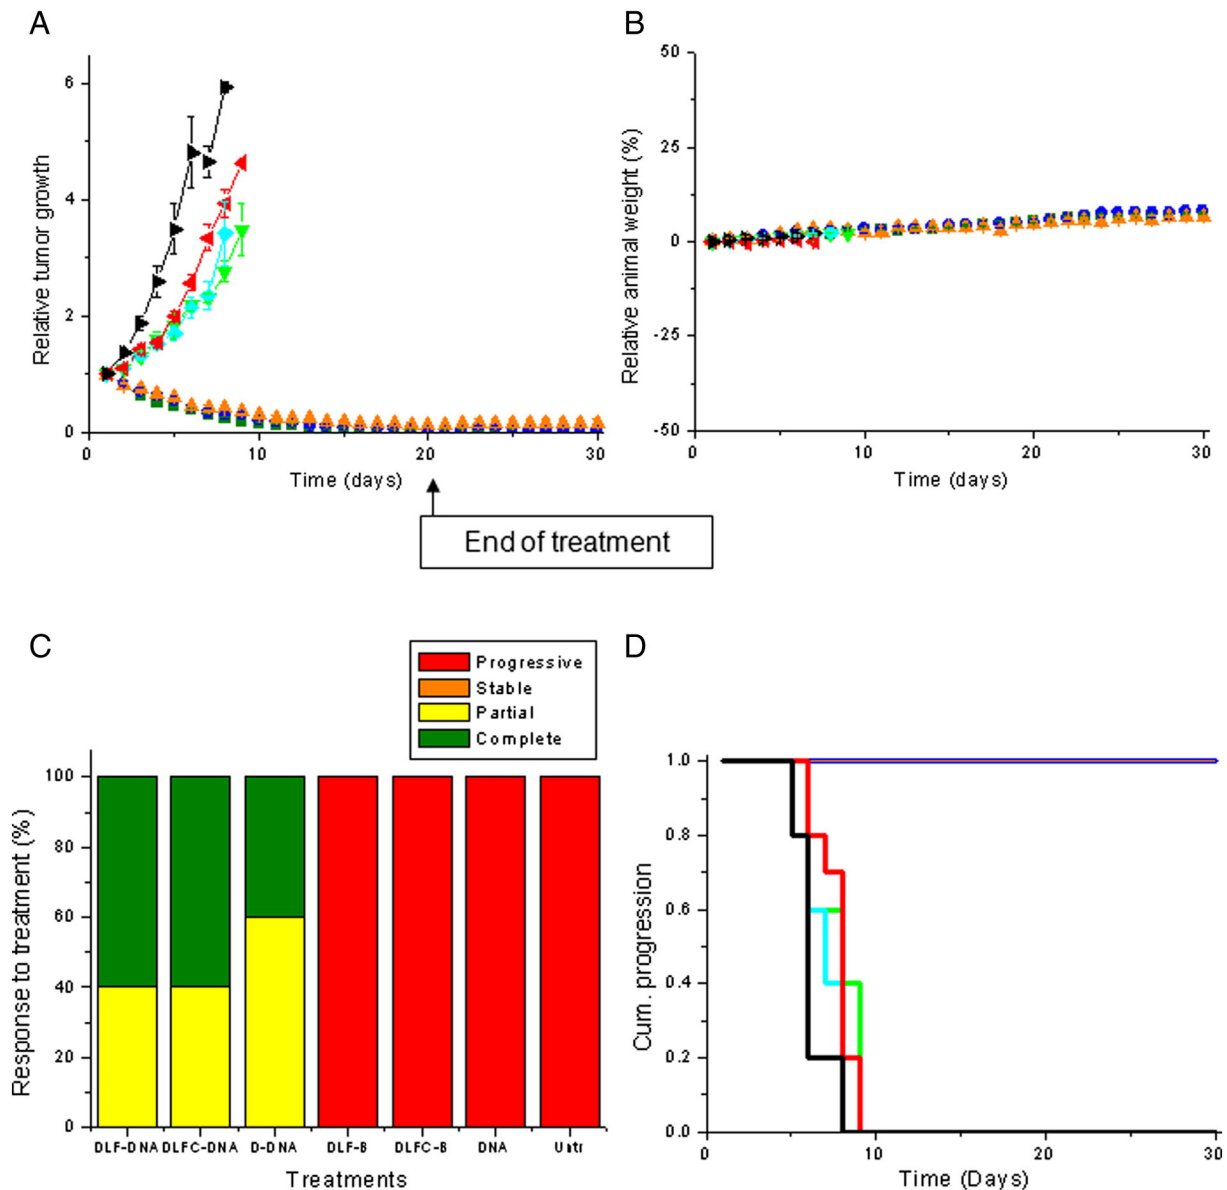 A
B
6
4
2
0
Relative tumor growth
0
10
20
30
Time (days)
50
25
0
-25
-50
Relative animal weight (%)
0
10
20
30
Time (days)
End of treatment
C
D
Progressive
Stable
Partial
Complete
100
80
60
40
20
0
Response to treatment (%)
DLF-DNA DLFC-DNA D-DNA DLF-B DLFC-B DNA Untr
Treatments
1.0
0.8
0.6
0.4
0.2
0.0
Cum. progression
0
10
20
30
Time (Days)